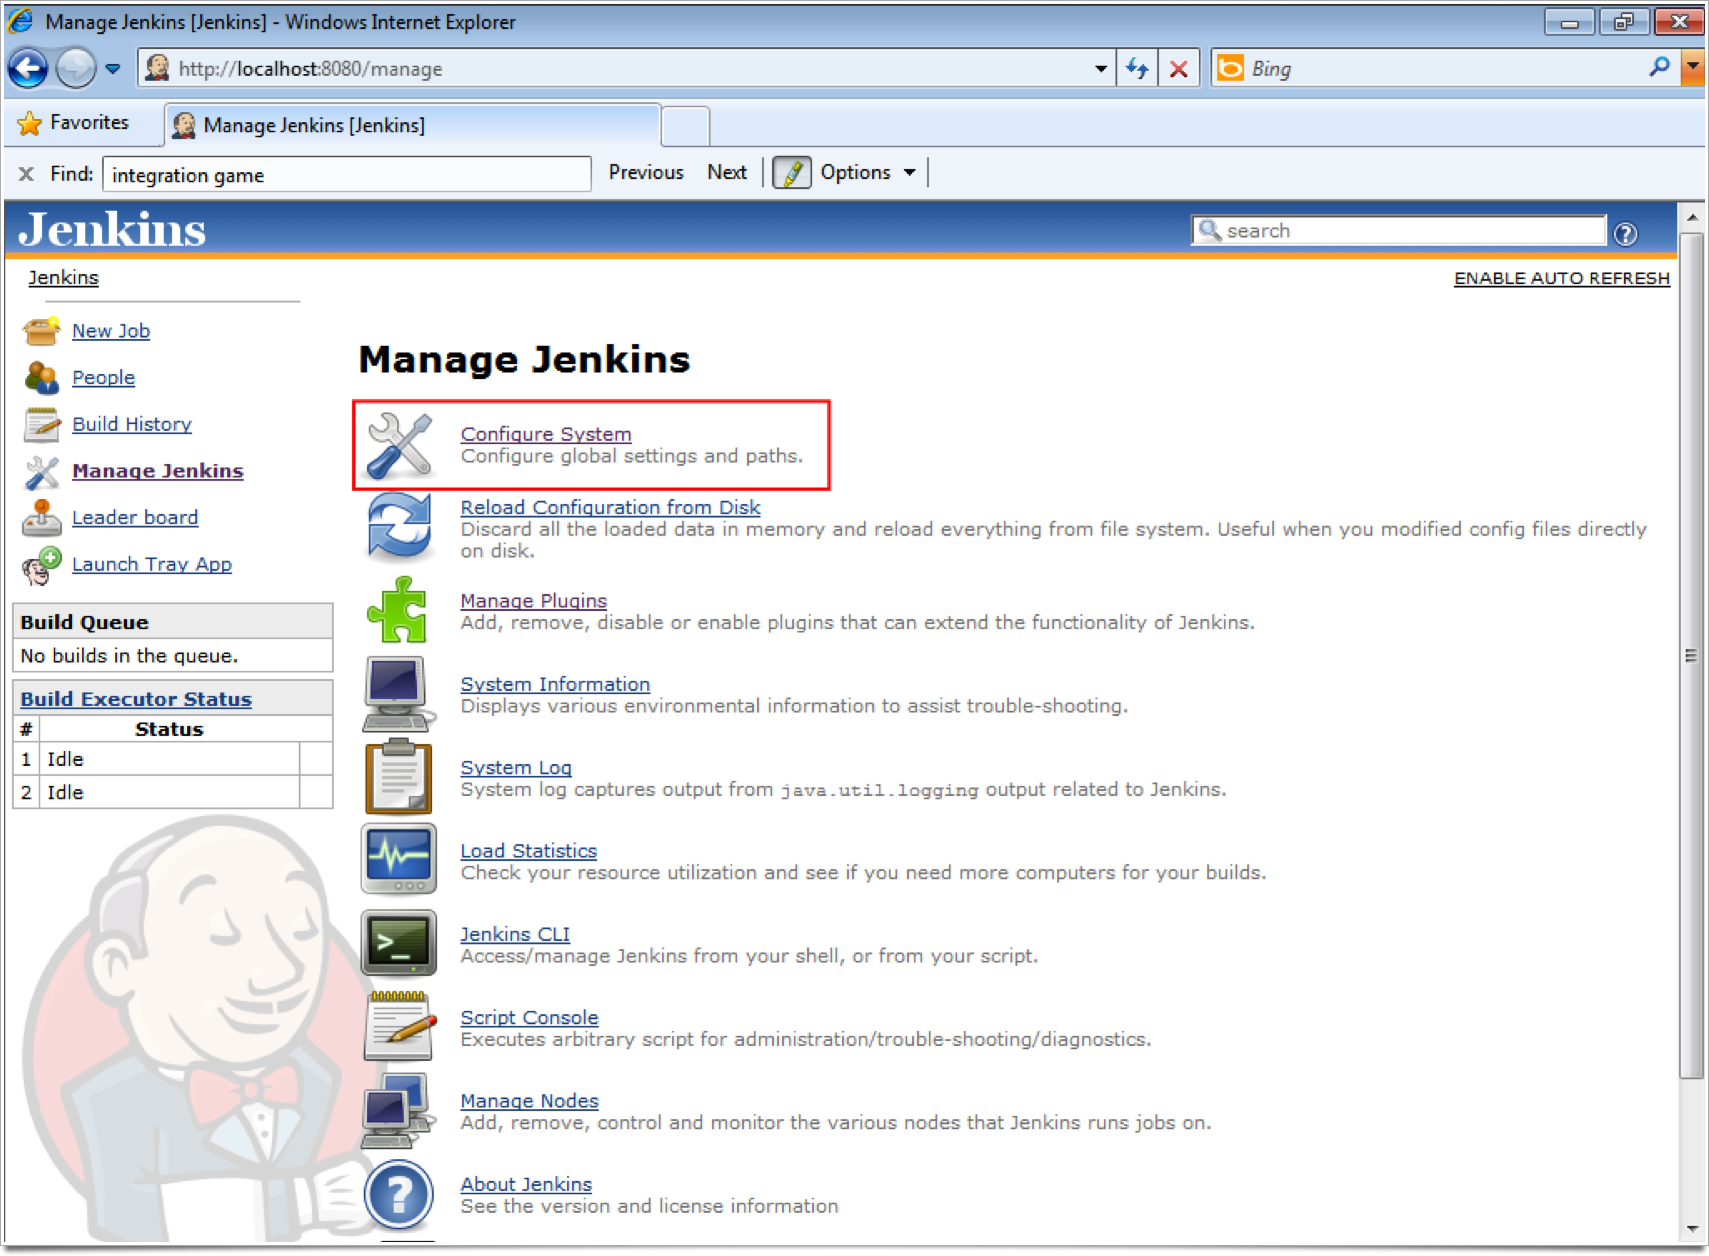 Manage Jenkins [Jenkins] - Windows Internet Explorer
http://localhost:8080/manage
Bing
Favorites
Manage Jenkins [Jenkins]
x Find: integration game Previous Next Options
Jenkins
search
Jenkins
ENABLE AUTO REFRESH
New Job
People
Build History
Manage Jenkins
Leader board
Launch Tray App
Build Queue
No builds in the queue.
Build Executor Status
# Status
1 Idle
2 Idle
Manage Jenkins
Configure System
Configure global settings and paths.
Reload Configuration from Disk
Discard all the loaded data in memory and reload everything from file system. Useful when you modified config files directly
on disk.
Manage Plugins
Add, remove, disable or enable plugins that can extend the functionality of Jenkins.
System Information
Displays various environmental information to assist trouble-shooting.
System Log
System log captures output from java.util.logging output related to Jenkins.
Load Statistics
Check your resource utilization and see if you need more computers for your builds.
Jenkins CLI
Access/manage Jenkins from your shell, or from your script.
Script Console
Executes arbitrary script for administration/trouble-shooting/diagnostics.
Manage Nodes
Add, remove, control and monitor the various nodes that Jenkins runs jobs on.
About Jenkins
See the version and license information